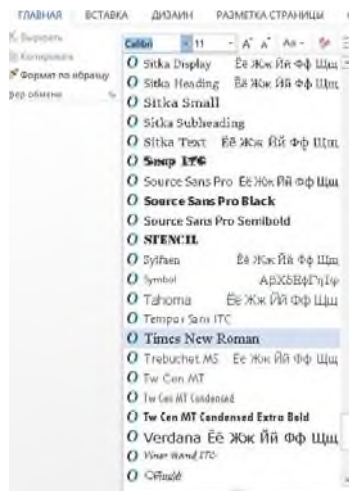 ГЛАВНАЯ ВСТАВКА ДИЗАЙН РАЗМЕТКА СТРАНИЦЫ
Вырезать
Копировать
Формат по образцу
фер обмена
Calibri 11 Aa
Sitka Display Ёё Жж Йй Фф Щщ
Sitka Heading Ёё Жж Йй Фф Щщ
Sitka Small
Sitka Subheading
Sitka Text Ёё Жж Йй Фф Щщ
Snap ITC
Source Sans Pro Ёё Жж Йй Фф Щщ
Source Sans Pro Black
Source Sans Pro Semibold
STENCIL
Sylfaen Ёё Жж Йй Фф Щщ
Symbol
Tahoma Ёё Жж Йй Фф Щщ
Tempus Sans ITC
Times New Roman
Trebuchet MS Ёё Жж Йй Фф Щщ
Tw Cen MT
Tw Cen MT Condensed
Tw Cen MT Condensed Extra Bold
Verdana Ёё Жж Йй Фф Щщ
Viner Hand ITC
Vivaldi